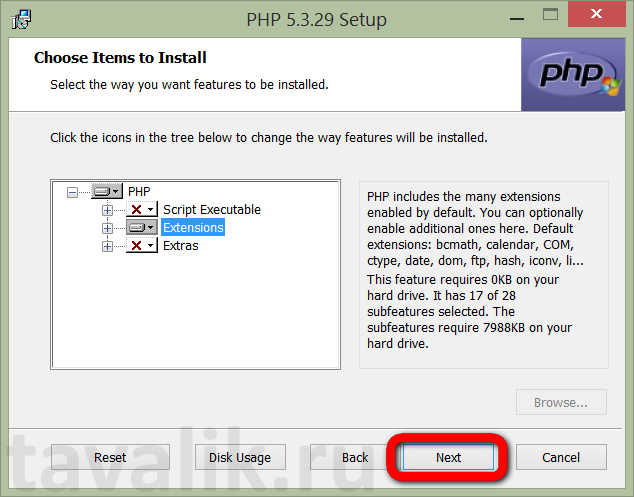 PHP 5.3.29 Setup
Choose Items to Install
Select the way you want features to be installed.
php
Click the icons in the tree below to change the way features will be installed.
PHP
Script Executable
Extensions
Extras
PHP includes the many extensions
enabled by default. You can optionally
enable additional ones here. Default
extensions: bcmath, calendar, COM,
ctype, date, dom, ftp, hash, iconv, li...
This feature requires 0KB on your
hard drive. It has 17 of 28
subfeatures selected. The
subfeatures require 7988KB on your
hard drive.
Browse...
Reset
Disk Usage
Back
Next
Cancel
tavalik.ru